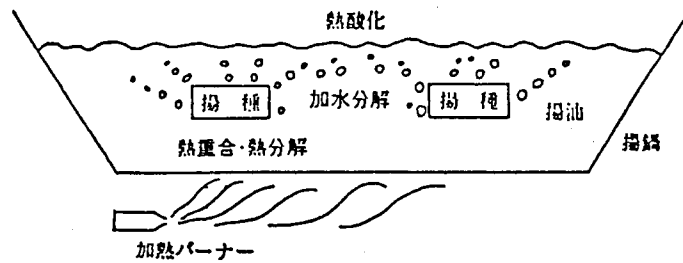 熱酸化
揚種
加水分解
揚種
揚油
熱重合・熱分解
揚鍋
加熱バーナー